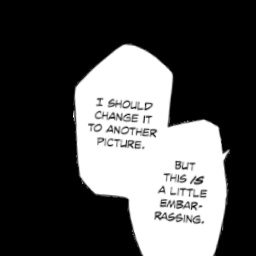 I SHOULD
CHANGE IT
TO ANOTHER
PICTURE.
BUT
THIS IS
A LITTLE
EMBAR-
RASSING.